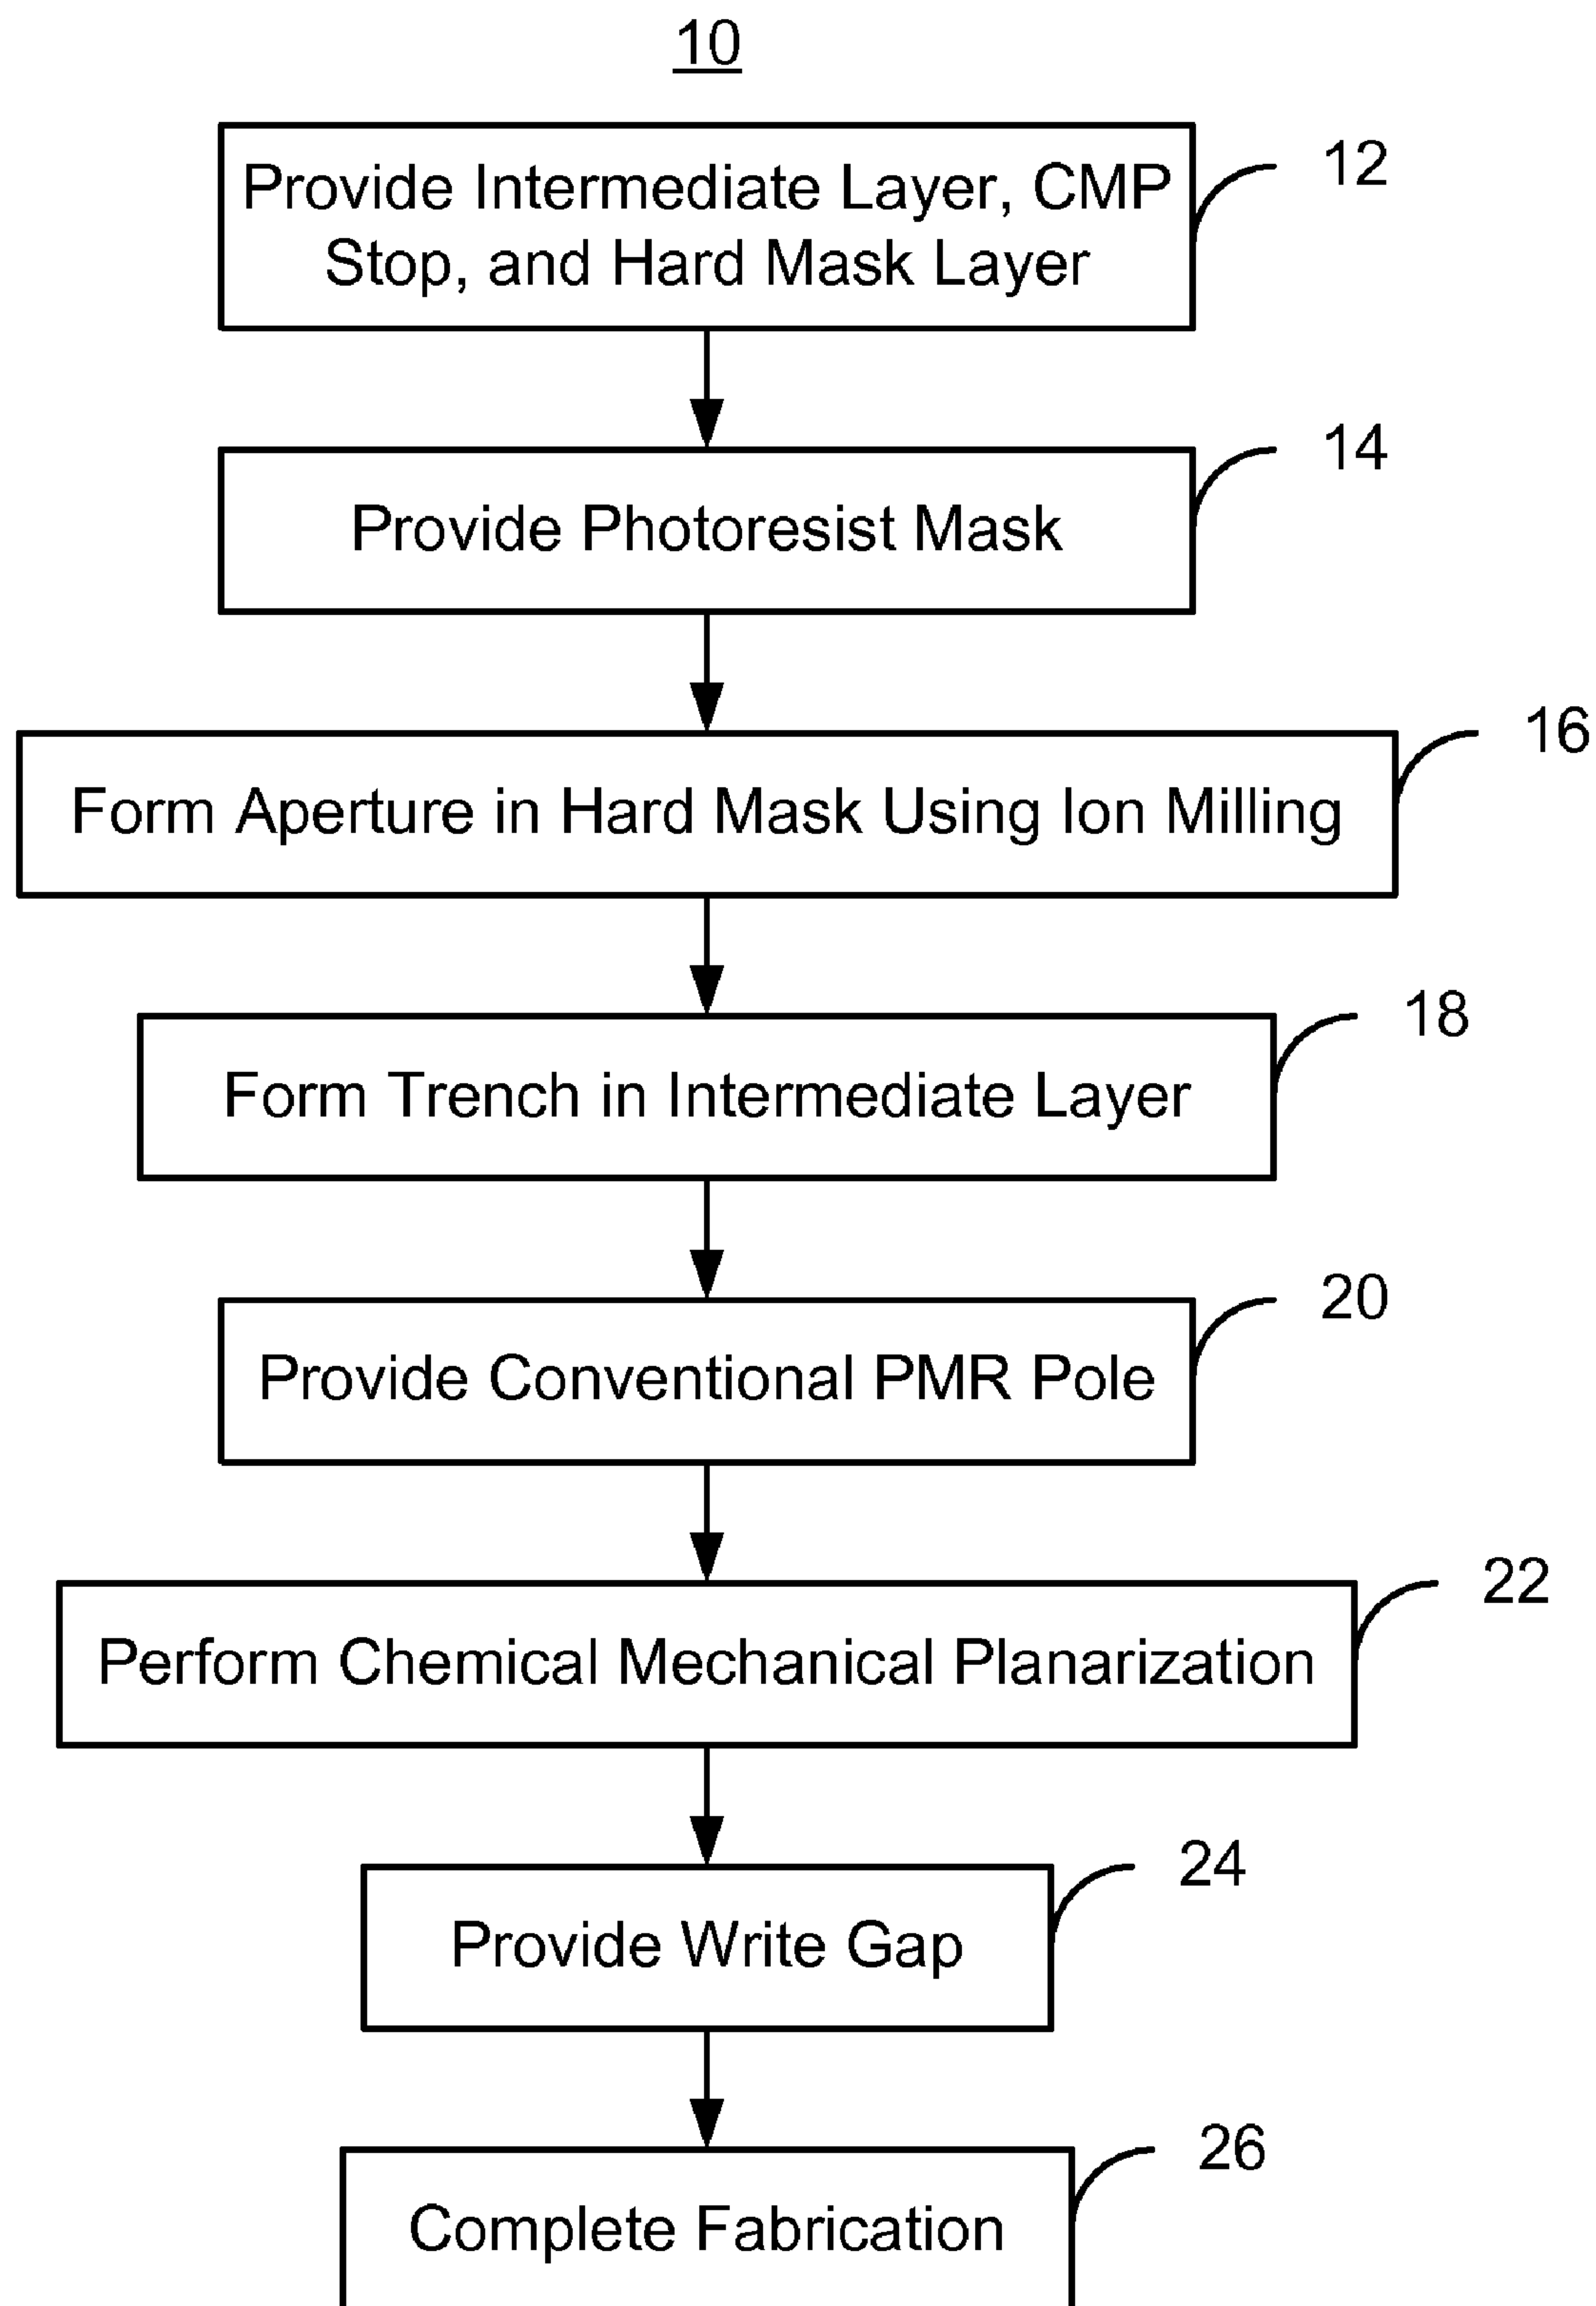 10
Provide Intermediate Layer, CMP
Stop, and Hard Mask Layer
12
Provide Photoresist Mask
14
Form Aperture in Hard Mask Using Ion Milling
16
Form Trench in Intermediate Layer
18
Provide Conventional PMR Pole
20
Perform Chemical Mechanical Planarization
22
Provide Write Gap
24
Complete Fabrication
26